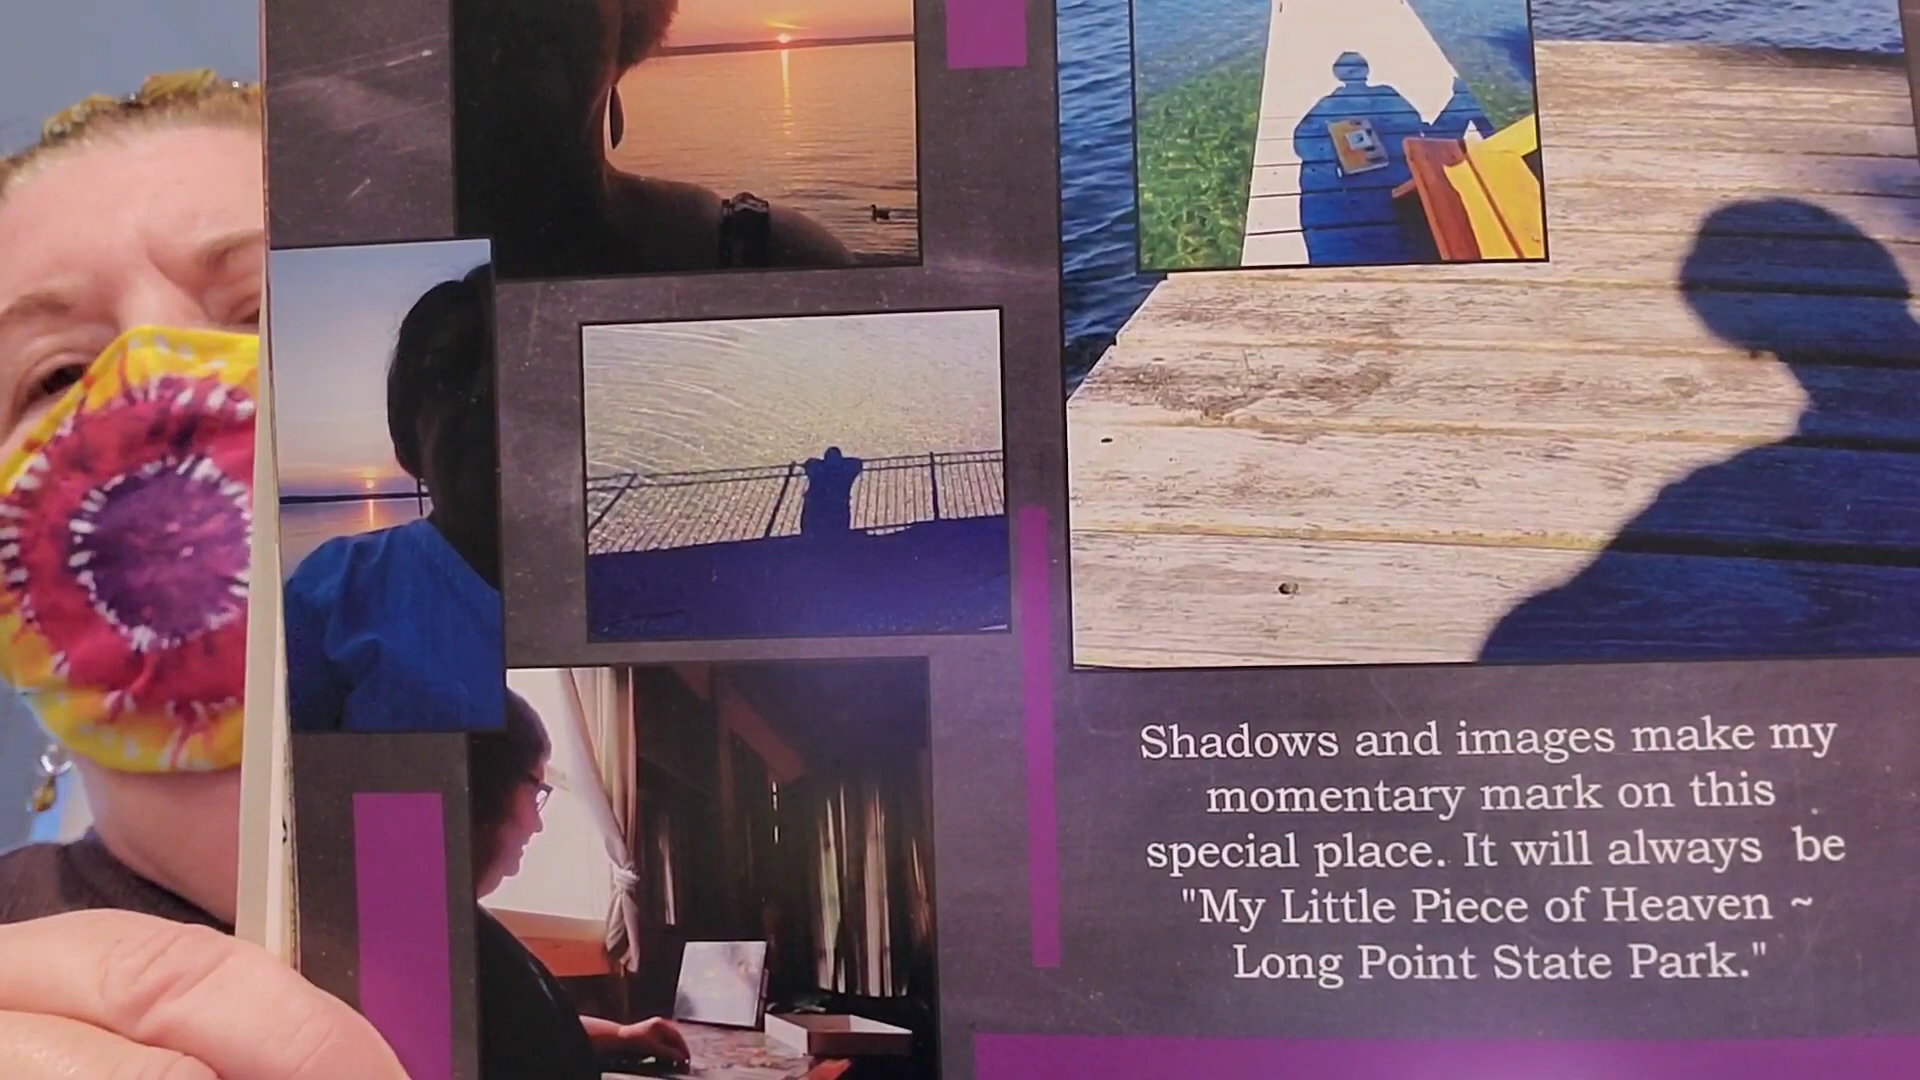 Shadows and images make my
momentary mark on this
special place. It will always be
"My Little Piece of Heaven ~
Long Point State Park."